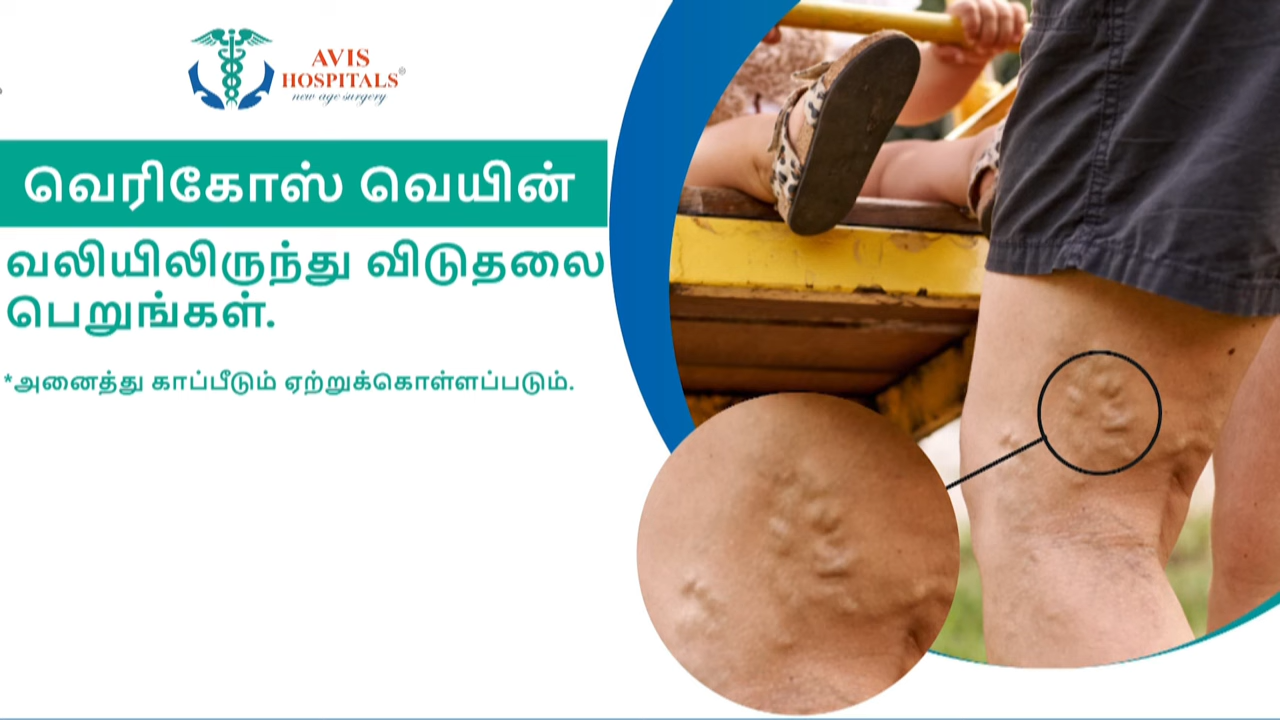 AVIS
HOSPITALS®
new age surgery
வெரிகோஸ் வெயின்
வலியிலிருந்து விடுதலை
பெறுங்கள்.
*அனைத்து காப்பீடும் ஏற்றுக்கொள்ளப்படும்.